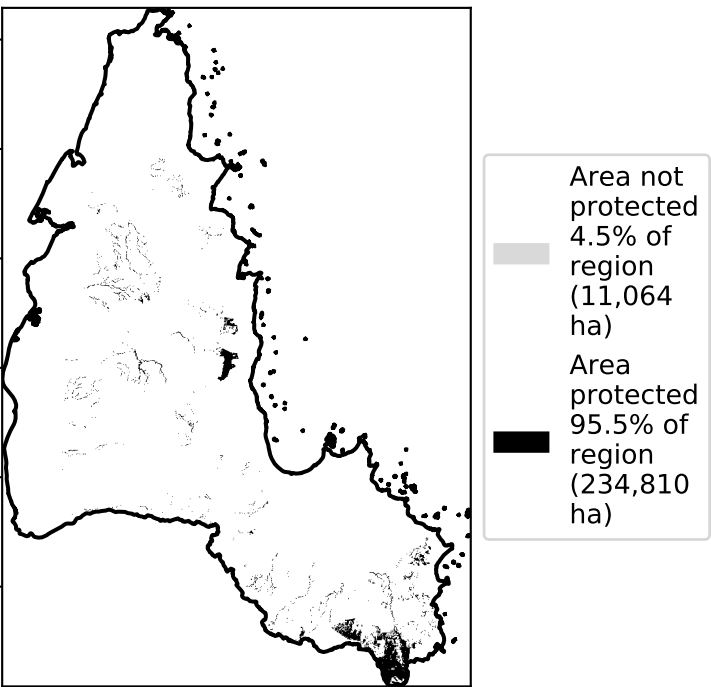 Area not
protected
4.5% of
region
(11,064
ha)
Area
protected
95.5% of
region
(234,810
ha)